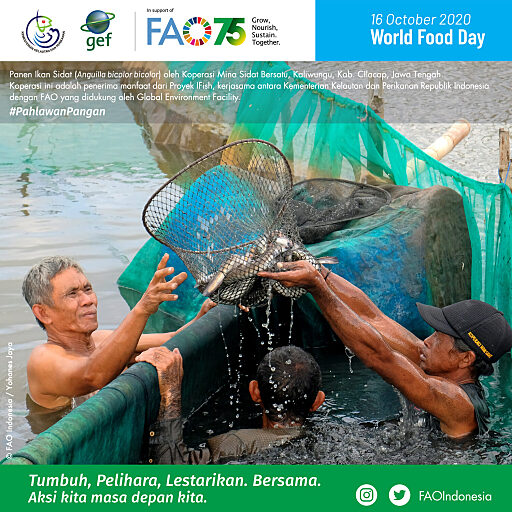 gef
In support of
FAO 75
Grow,
Nourish,
Sustain.
Together.
16 October 2020
World Food Day
Panen Ikan Sidat (Anguilla bicolor bicolor) oleh Koperasi Mina Sidat Bersatu, Kaliwungu, Kab. Cilacap, Jawa Tengah
Koperasi ini adalah penerima manfaat dari Proyek IFish, kerjasama antara Kementerian Kelautan dan Perikanan Republik Indonesia
dengan FAO yang didukung oleh Global Environment Facility.
#PahlawanPangan
© FAO Indonesia / Yohanes Jaya
Tumbuh, Pelihara, Lestarikan. Bersama.
Aksi kita masa depan kita.
FAOIndonesia